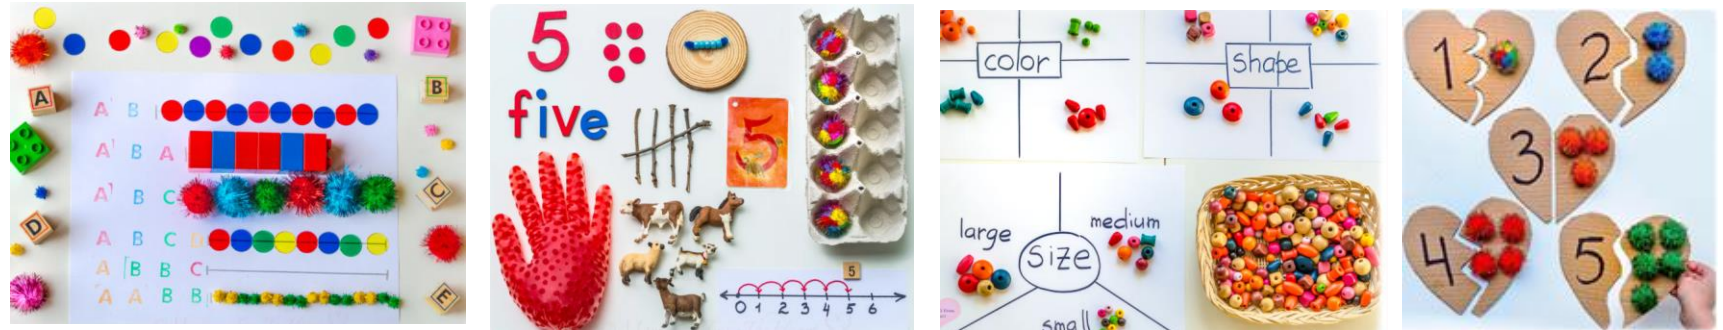 A
B
C
D
E
A B
A B A
A B C
A B C D
A B B C
A A B B
5
five
5
5
0 1 2 3 4 5 6
color
shape
large
medium
size
small
1
2
3
4
5